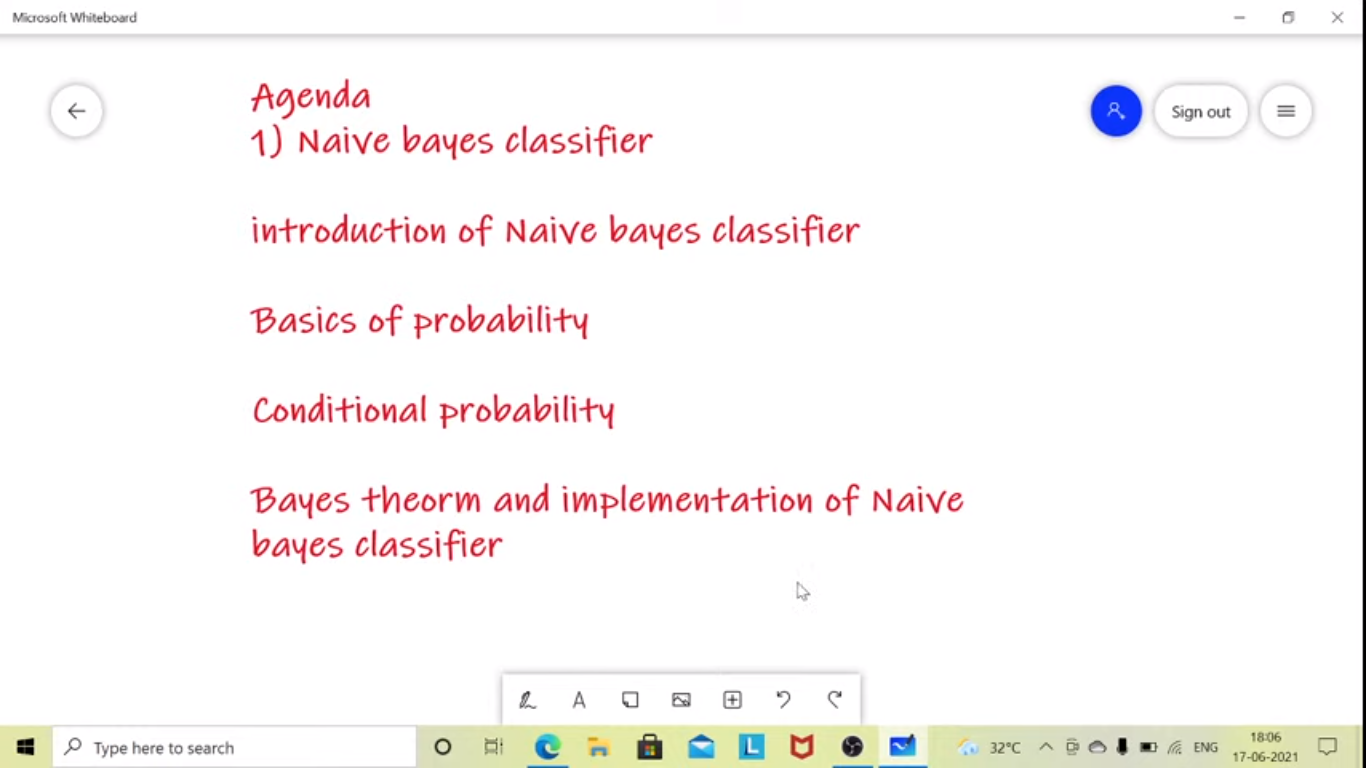 Microsoft Whiteboard
Sign out
Agenda
1) Naive bayes classifier
introduction of Naive bayes classifier
Basics of probability
Conditional probability
Bayes theorm and implementation of Naive
bayes classifier
A
Type here to search
L
32°C
ENG
18:06
17-06-2021